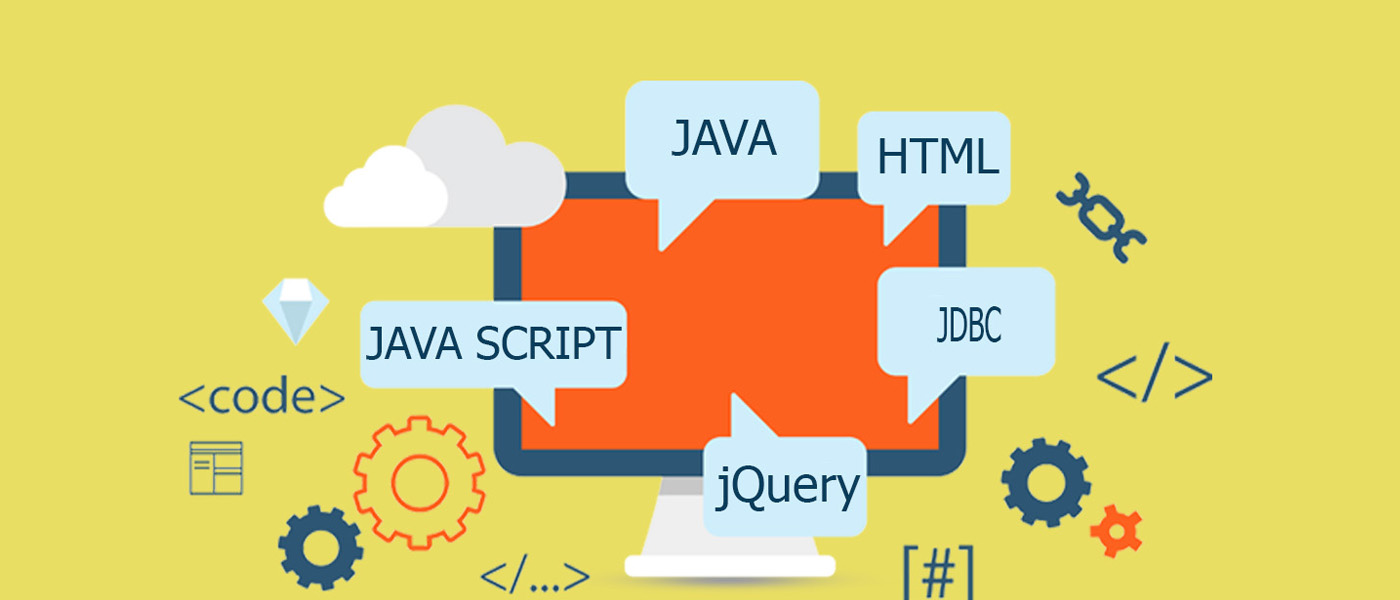 JAVA
HTML
JAVA SCRIPT
JDBC
<code>
</>
jQuery
</...>
[#]